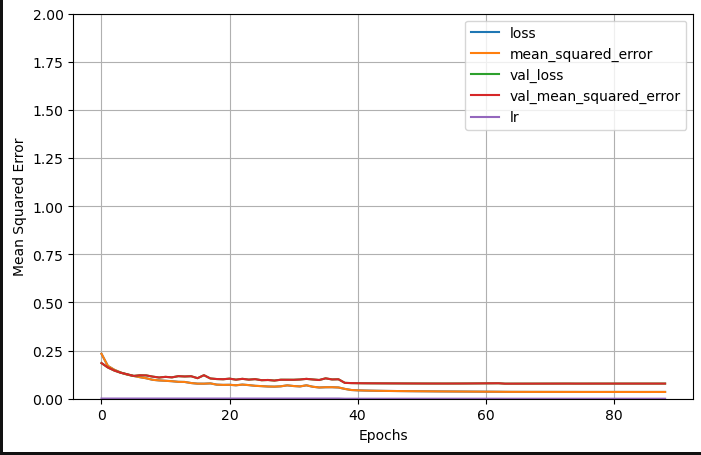 2.00
1.75
1.50
1.25
1.00
0.75
0.50
0.25
0.00
Mean Squared Error
loss
mean_squared_error
val_loss
val_mean_squared_error
lr
0 20 40 60 80
Epochs